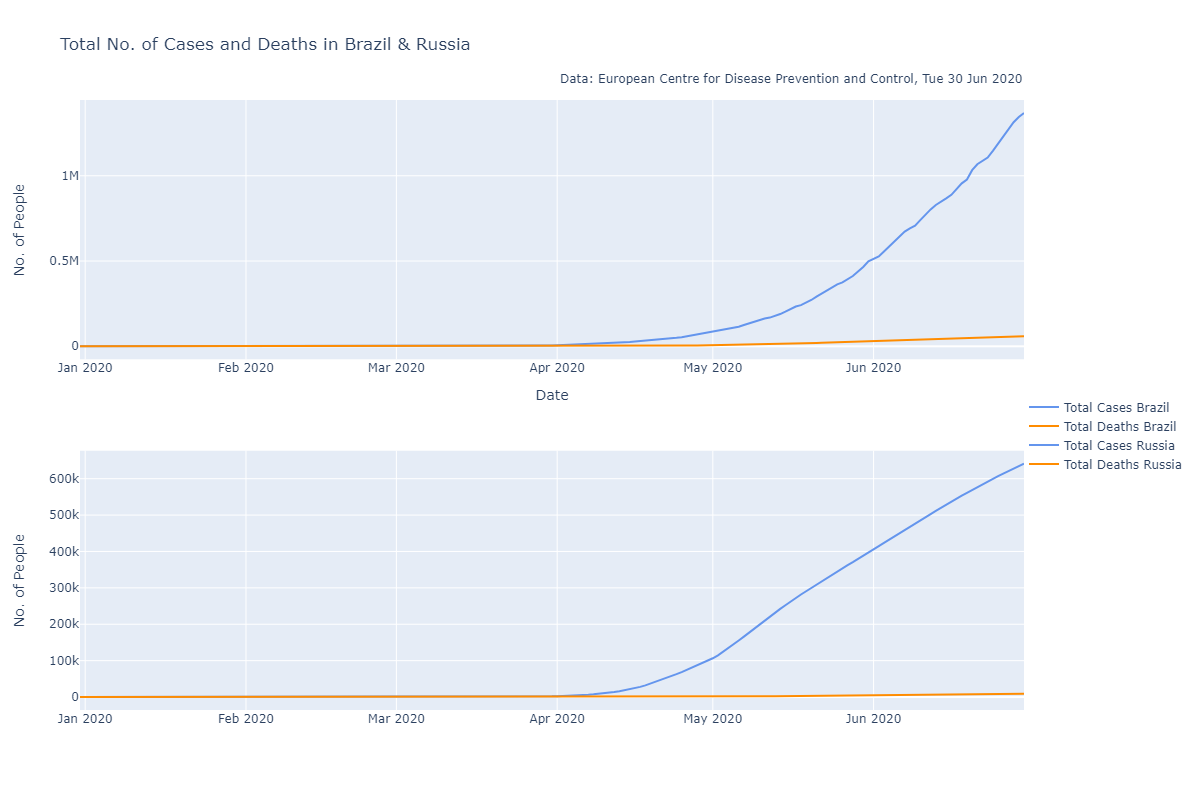 Total No. of Cases and Deaths in Brazil & Russia
Data: European Centre for Disease Prevention and Control, Tue 30 Jun 2020
No. of People
1M
0.5M
0
Jan 2020 Feb 2020 Mar 2020 Apr 2020 May 2020 Jun 2020
Date
Total Cases Brazil
Total Deaths Brazil
Total Cases Russia
Total Deaths Russia
No. of People
600k
500k
400k
300k
200k
100k
0
Jan 2020 Feb 2020 Mar 2020 Apr 2020 May 2020 Jun 2020